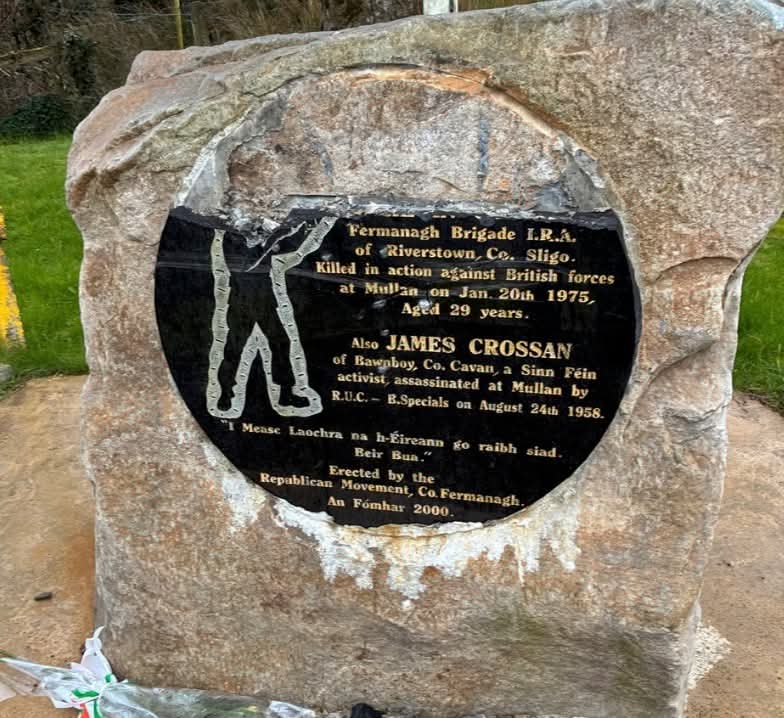 Fermanagh Brigade I.R.A.
of Riverstown, Co. Sligo.
Killed in action against British forces
at Mullan on Jan. 20th 1975,
Aged 29 years.
Also JAMES CROSSAN
of Bawnboy, Co. Cavan, a Sinn Féin
activist, assassinated at Mullan by
R.U.C. – B.Specials on August 24th 1958.
"I Measc Laochra na h-Éireann go raibh siad.
Beir Bua."
Erected by the
Republican Movement, Co. Fermanagh.
An Fómhar 2000.